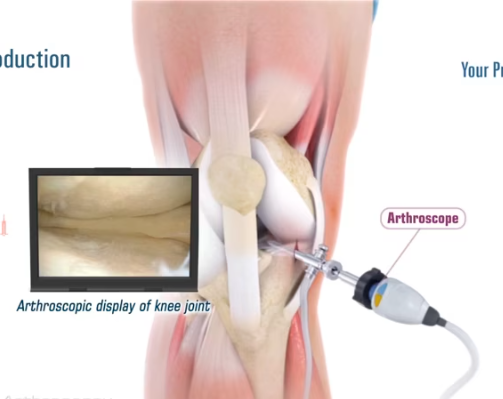 oduction
Your Pr
Arthroscope
Arthroscopic display of knee joint